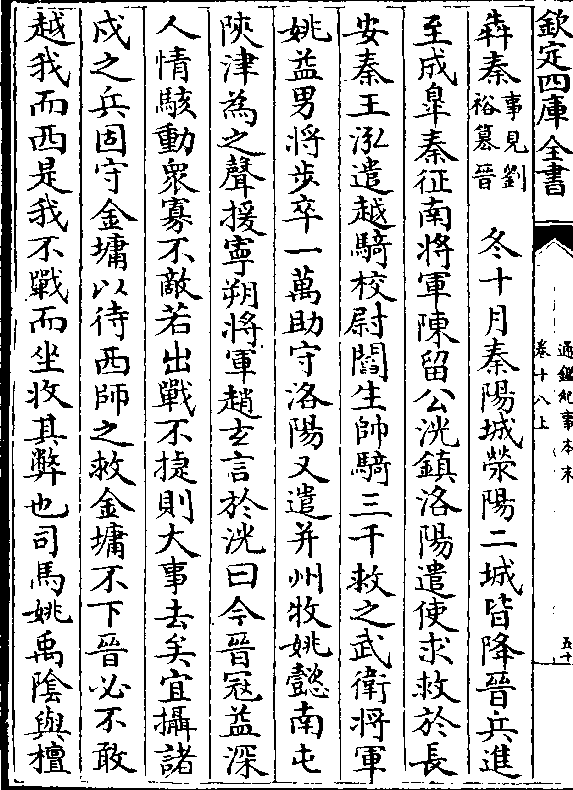 欽定四庫全書
通鑑紀事本末
卷十八上
五十
犇秦事見劉裕篡晉　冬十月秦陽城滎陽二城皆降晉兵進
至成臯秦征南將軍陳留公洸鎮洛陽遣使求救於長
安秦王泓遣越騎校尉閻生帥騎三千救之武衛將軍
姚益男將步卒一萬助守洛陽又遣并州牧姚懿南屯
陜津為之聲援寧朔將軍趙玄言於洸曰今晉冦益深
人情駭動衆寡不敵若出戰不捷則大事去矣宜攝諸
戍之兵固守金墉以待西師之救金墉不下晉必不敢
越我而西是我不戰而坐收其弊也司馬姚禹陰與檀